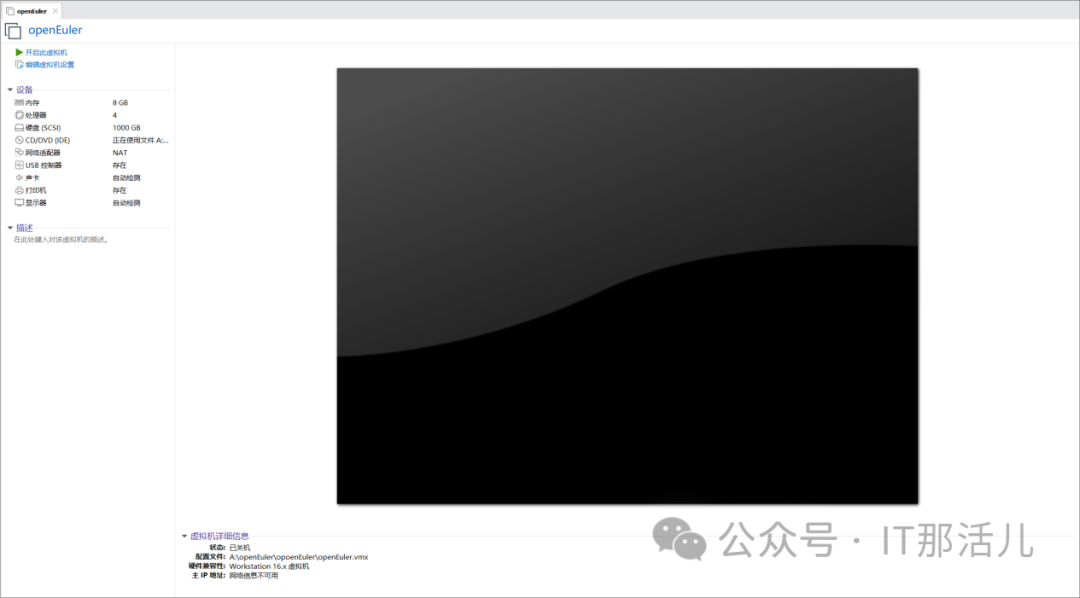 openEuler
openEuler
开启此虚拟机
编辑虚拟机设置
设备
内存 8 GB
处理器 4
硬盘 (SCSI) 1000 GB
CD/DVD (IDE) 正在使用文件 A:...
网络适配器 NAT
USB 控制器 存在
声卡 自动检测
打印机 存在
显示器 自动检测
描述
在此处键入对该虚拟机的描述。
虚拟机详细信息
状态: 已关机
配置文件: A:\openEuler\opoenEuler\openEuler.vmx
硬件兼容性: Workstation 16.x 虚拟机
主 IP 地址: 网络信息不可用
公众号 · IT那活儿